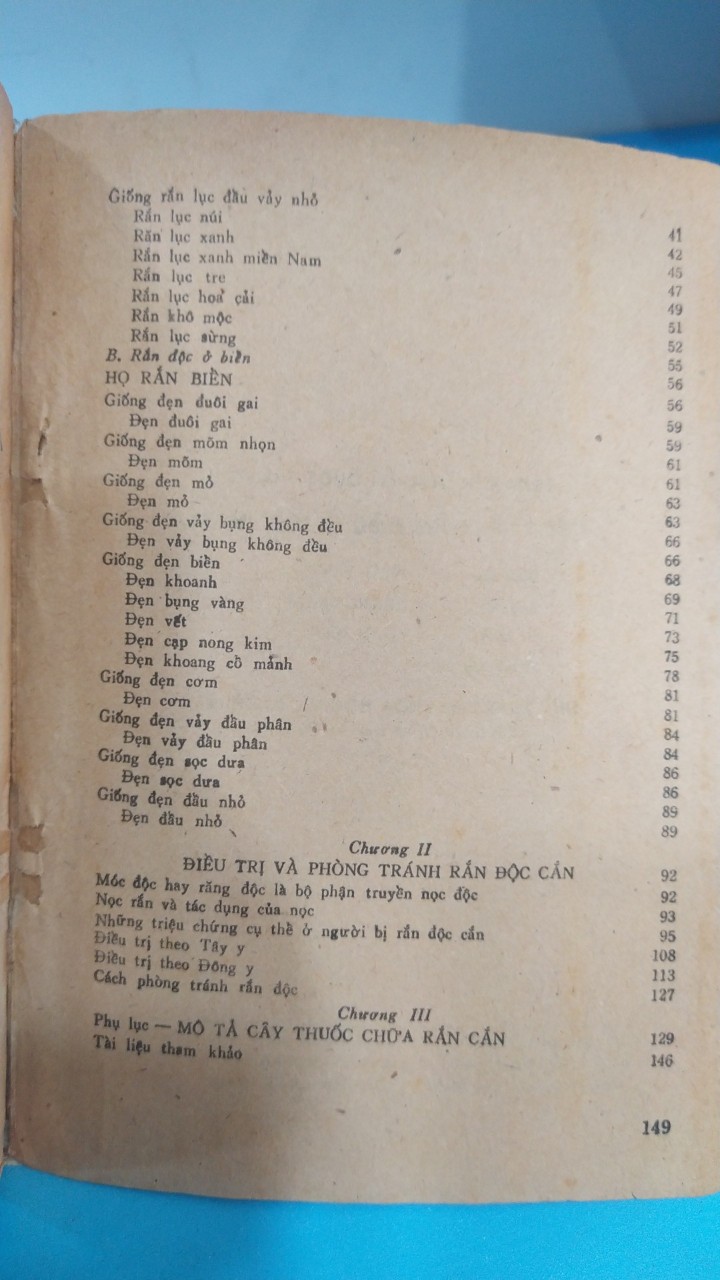 Giống rắn lục đầu vảy nhỏ 41
Rắn lục núi 42
Răn lục xanh 45
Rắn lục xanh miền Nam 47
Rắn lục tre 49
Rắn lục hoa cải 51
Rắn khô mộc 52
Rắn lục sừng 55
B. Rắn độc ở biển 56
HỌ RẮN BIỂN 56
Giống đẹn đuôi gai 59
Đẹn đuôi gai 59
Giống đẹn mõm nhọn 61
Đẹn mõm 61
Giống đẹn mỏ 63
Đẹn mỏ 63
Giống đẹn vảy bụng không đều 66
Đẹn vảy bụng không đều 66
Giống đẹn biển 68
Đẹn khoanh 69
Đẹn bụng vàng 71
Đẹn vết 73
Đẹn cạp nong kim 75
Đẹn khoang cổ mảnh 78
Giống đẹn cơm 81
Đẹn cơm 81
Giống đẹn vảy đầu phân 84
Đẹn vảy đầu phân 84
Giống đẹn sọc dưa 86
Đẹn sọc dưa 86
Giống đẹn đầu nhỏ 89
Đẹn đầu nhỏ 89
Chương II
ĐIỀU TRỊ VÀ PHÒNG TRÁNH RẮN ĐỘC CẮN 92
Móc độc hay răng độc là bộ phận truyền nọc độc 92
Nọc rắn và tác dụng của nọc 93
Những triệu chứng cụ thể ở người bị rắn độc cắn 95
Điều trị theo Tây y 108
Điều trị theo Đông y 113
Cách phòng tránh rắn độc 127
Chương III
Phụ lục — MÔ TẢ CÂY THUỐC CHỮA RẮN CẮN 129
Tài liệu tham khảo 146
149